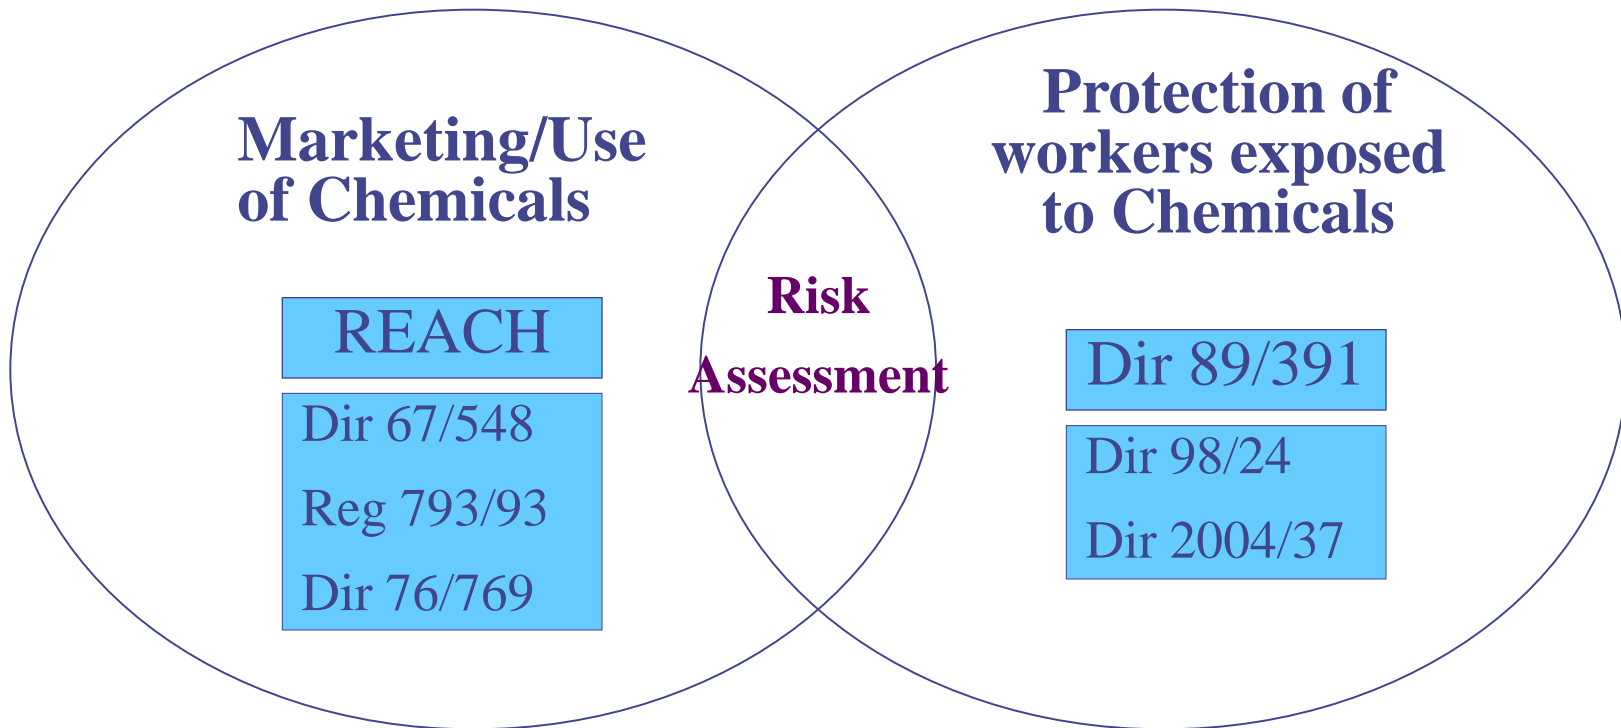 Marketing/Use
of Chemicals
REACH
Dir 67/548
Reg 793/93
Dir 76/769
Risk
Assessment
Protection of
workers exposed
to Chemicals
Dir 89/391
Dir 98/24
Dir 2004/37